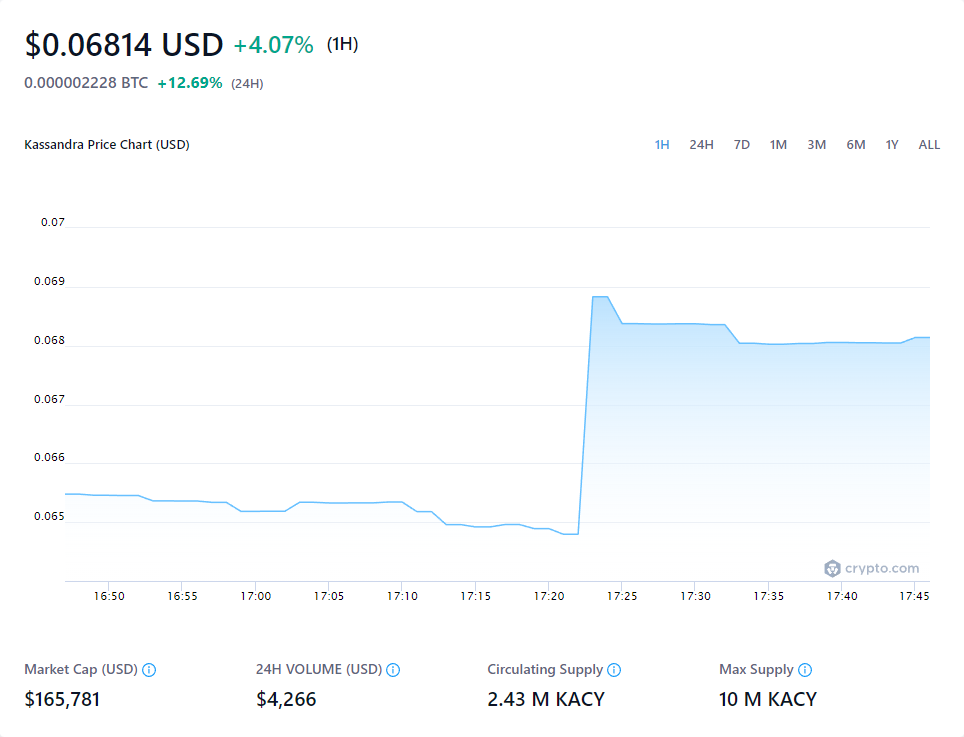 $0.06814 USD +4.07% (1H)
0.000002228 BTC +12.69% (24H)
Kassandra Price Chart (USD)
1H 24H 7D 1M 3M 6M 1Y ALL
0.07
0.069
0.068
0.067
0.066
0.065
crypto.com
16:50 16:55 17:00 17:05 17:10 17:15 17:20 17:25 17:30 17:35 17:40 17:45
Market Cap (USD) 24H VOLUME (USD) Circulating Supply Max Supply
$165,781 $4,266 2.43 M KACY 10 M KACY